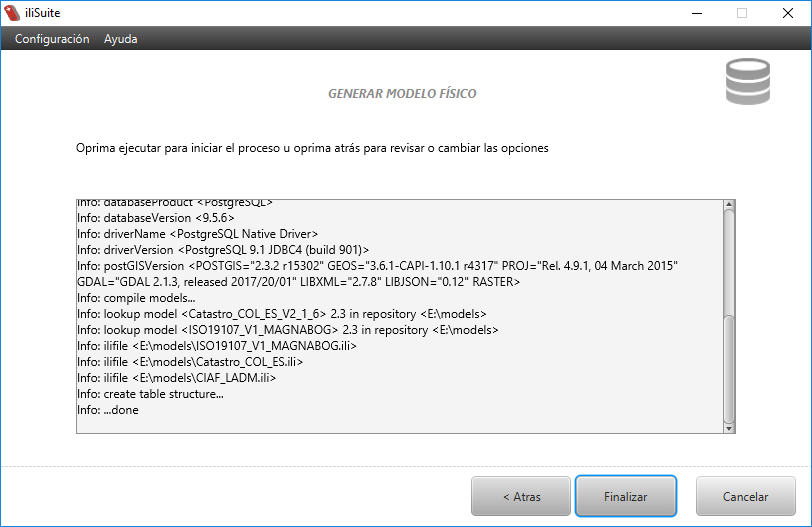 iliSuite
Configuración Ayuda
GENERAR MODELO FÍSICO
Oprima ejecutar para iniciar el proceso u oprima atrás para revisar o cambiar las opciones
Info: databaseProduct <PostgreSQL>
Info: databaseVersion <9.5.6>
Info: driverName <PostgreSQL Native Driver>
Info: driverVersion <PostgreSQL 9.1 JDBC4 (build 901)>
Info: postGISVersion <POSTGIS="2.3.2 r15302" GEOS="3.6.1-CAPI-1.10.1 r4317" PROJ="Rel. 4.9.1, 04 March 2015"
GDAL="GDAL 2.1.3, released 2017/20/01" LIBXML="2.7.8" LIBJSON="0.12" RASTER>
Info: compile models...
Info: lookup model <Catastro_COL_ES_V2_1_6> 2.3 in repository <E:\models>
Info: lookup model <ISO19107_V1_MAGNABOG> 2.3 in repository <E:\models>
Info: ilifile <E:\models\ISO19107_V1_MAGNABOG.ili>
Info: ilifile <E:\models\Catastro_COL_ES.ili>
Info: ilifile <E:\models\CIAF_LADM.ili>
Info: create table structure...
Info: ...done
< Atras
Finalizar
Cancelar